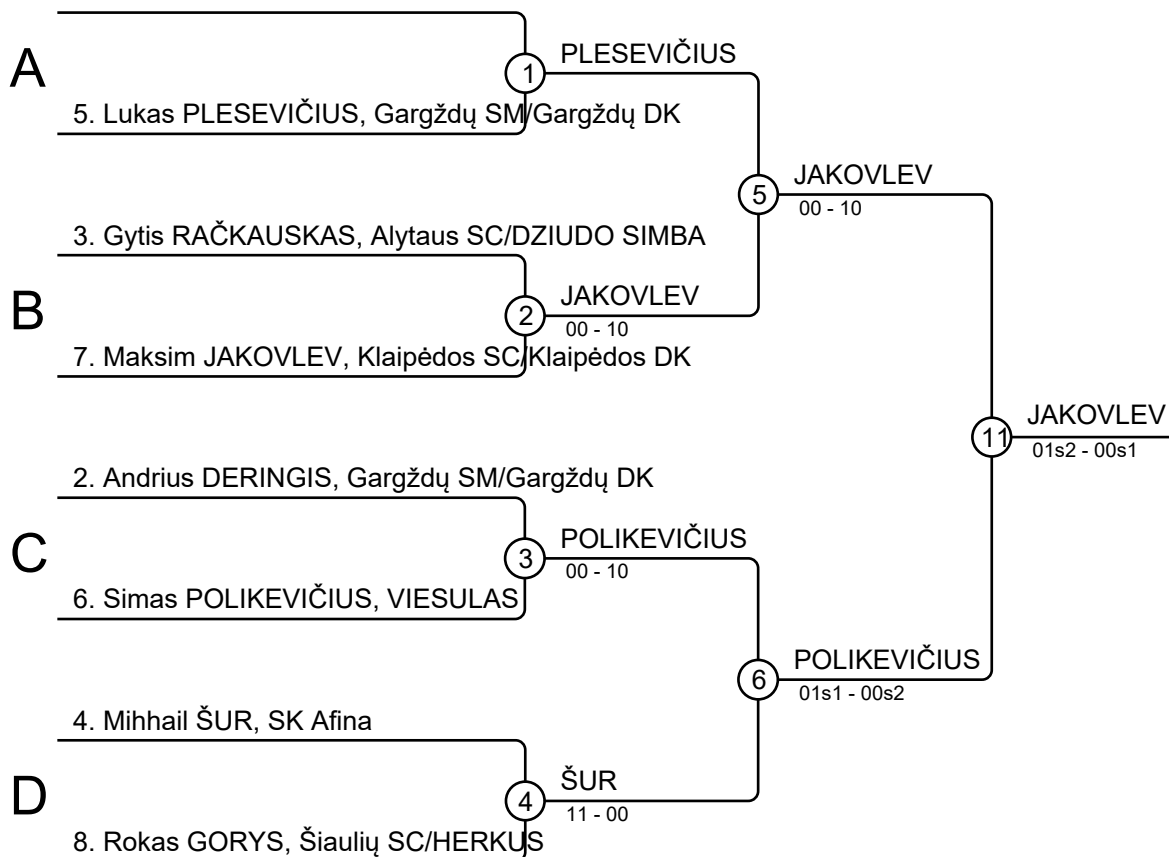 A
1
PLESEVIČIUS
5. Lukas PLESEVIČIUS, Gargždų SM/Gargždų DK
5
JAKOVLEV
00 - 10
3. Gytis RAČKAUSKAS, Alytaus SC/DZIUDO SIMBA
B
2
JAKOVLEV
00 - 10
7. Maksim JAKOVLEV, Klaipėdos SC/Klaipėdos DK
11
JAKOVLEV
01s2 - 00s1
2. Andrius DERINGIS, Gargždų SM/Gargždų DK
C
3
POLIKEVIČIUS
00 - 10
6. Simas POLIKEVIČIUS, VIESULAS
6
POLIKEVIČIUS
01s1 - 00s2
4. Mihhail ŠUR, SK Afina
D
4
ŠUR
11 - 00
8. Rokas GORYS, Šiaulių SC/HERKUS